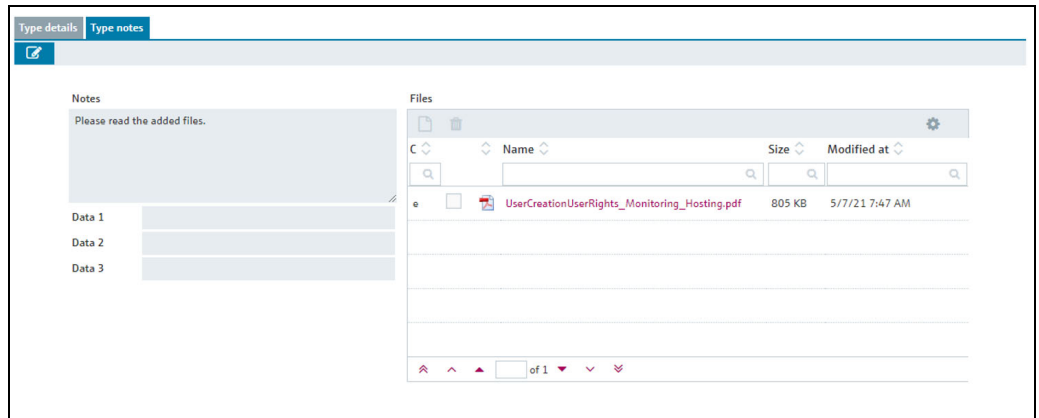 Type details Type notes
Notes
Please read the added files.
Data 1
Data 2
Data 3
Files
C Name Size Modified at
e UserCreationUserRights_Monitoring_Hosting.pdf 805 KB 5/7/21 7:47 AM
of 1